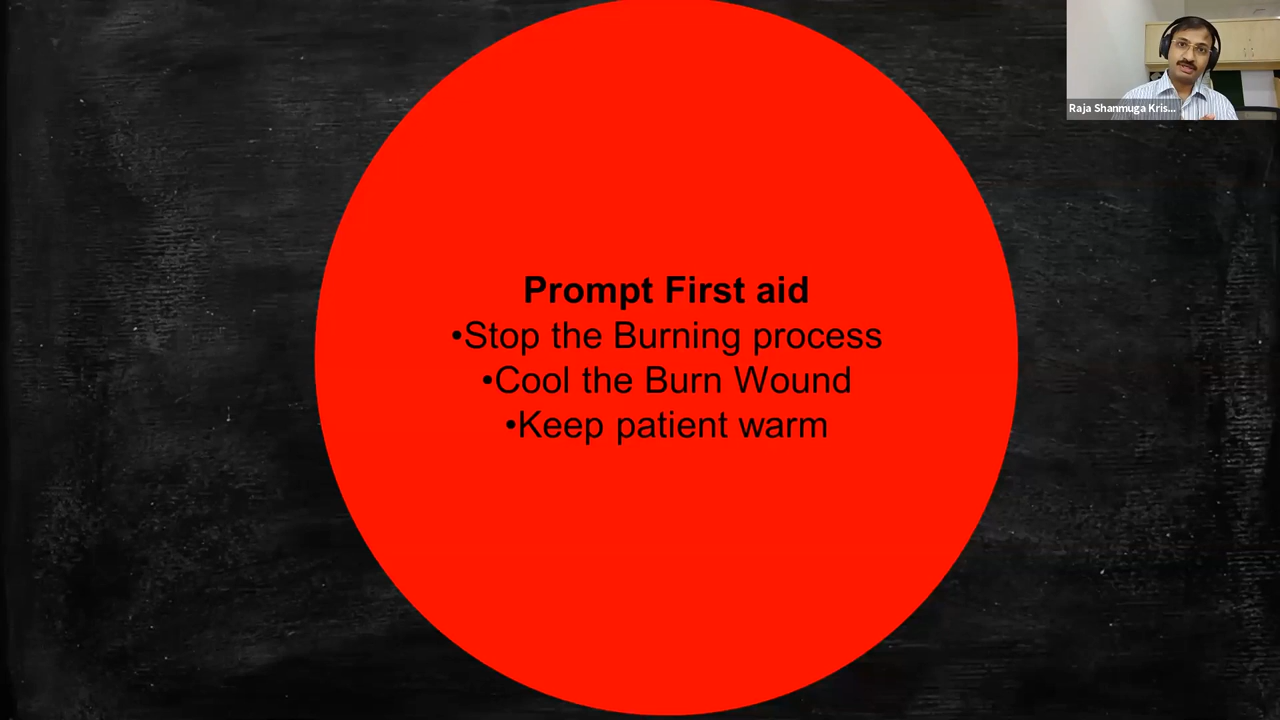 Raja Shanmuga Kris...
Prompt First aid
•Stop the Burning process
•Cool the Burn Wound
•Keep patient warm